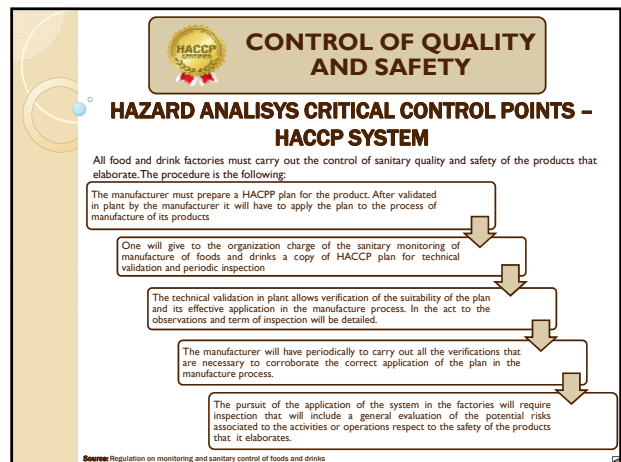 HACCP
CERTIFIED
CONTROL OF QUALITY
AND SAFETY
HAZARD ANALISYS CRITICAL CONTROL POINTS –
HACCP SYSTEM
All food and drink factories must carry out the control of sanitary quality and safety of the products that
elaborate. The procedure is the following:
The manufacturer must prepare a HACPP plan for the product. After validated
in plant by the manufacturer it will have to apply the plan to the process of
manufacture of its products
One will give to the organization charge of the sanitary monitoring of
manufacture of foods and drinks a copy of HACCP plan for technical
validation and periodic inspection
The technical validation in plant allows verification of the suitability of the plan
and its effective application in the manufacture process. In the act to the
observations and term of inspection will be detailed.
The manufacturer will have periodically to carry out all the verifications that
are necessary to corroborate the correct application of the plan in the
manufacture process.
The pursuit of the application of the system in the factories will require
inspection that will include a general evaluation of the potential risks
associated to the activities or operations respect to the safety of the products
that it elaborates.
Source: Regulation on monitoring and sanitary control of foods and drinks